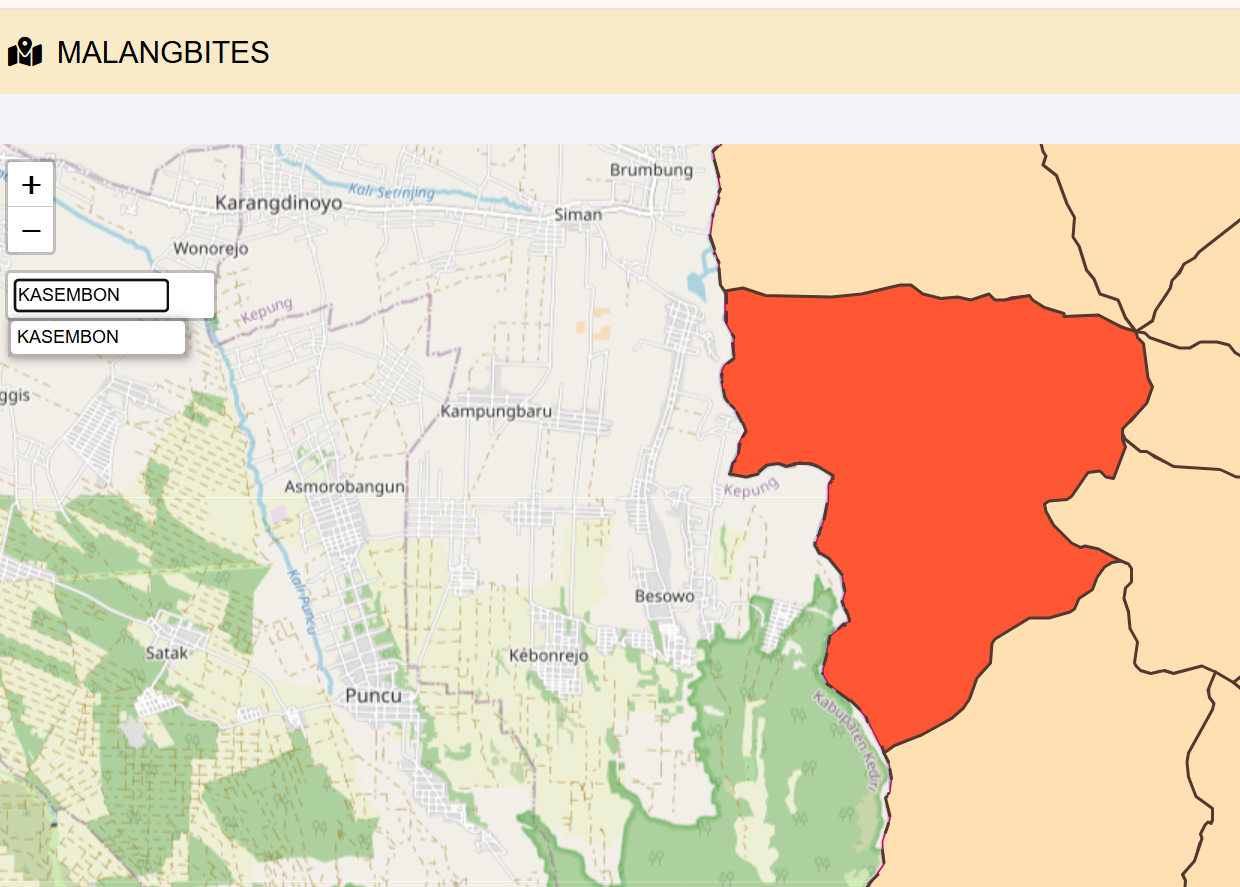 MALANGBITES
+
−
KASEMBON
KASEMBON
Brumbung
Kali-Serinjing
Karangdinoyo
Siman
Wonorejo
Kepung
ggis
Kampungbaru
Asmorobangun
Kepung
Kali-Puncu
Besowo
Satak
Kebonrejo
Puncu
Kabupaten Kediri